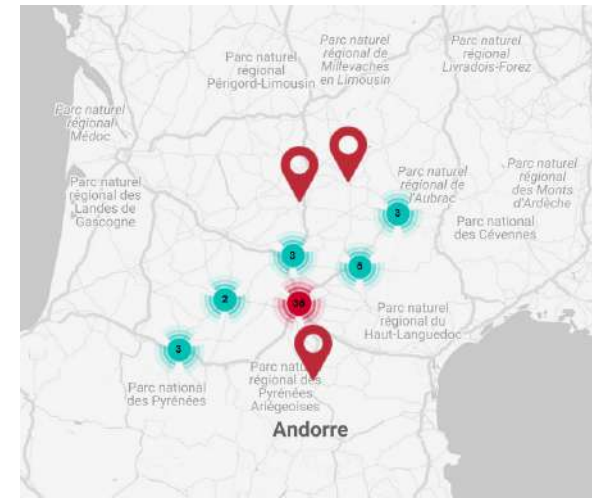 Parc naturel
régional de
Millevaches
en Limousin
Parc naturel
régional
Livradois-Forez
Parc naturel
régional
Périgord-Limousin
Parc naturel
régional
Médoc
Parc naturel
régional des
Landes de
Gascogne
Parc naturel
régional de
l'Aubrac
Parc naturel
régional
des Monts
d'Ardèche
3
Parc national
des Cévennes
3
5
2
36
Parc naturel
régional du
Haut-Languedoc
3
Parc national
des Pyrénées
Parc naturel
régional des
Pyrénées
Ariégeoises
Andorre